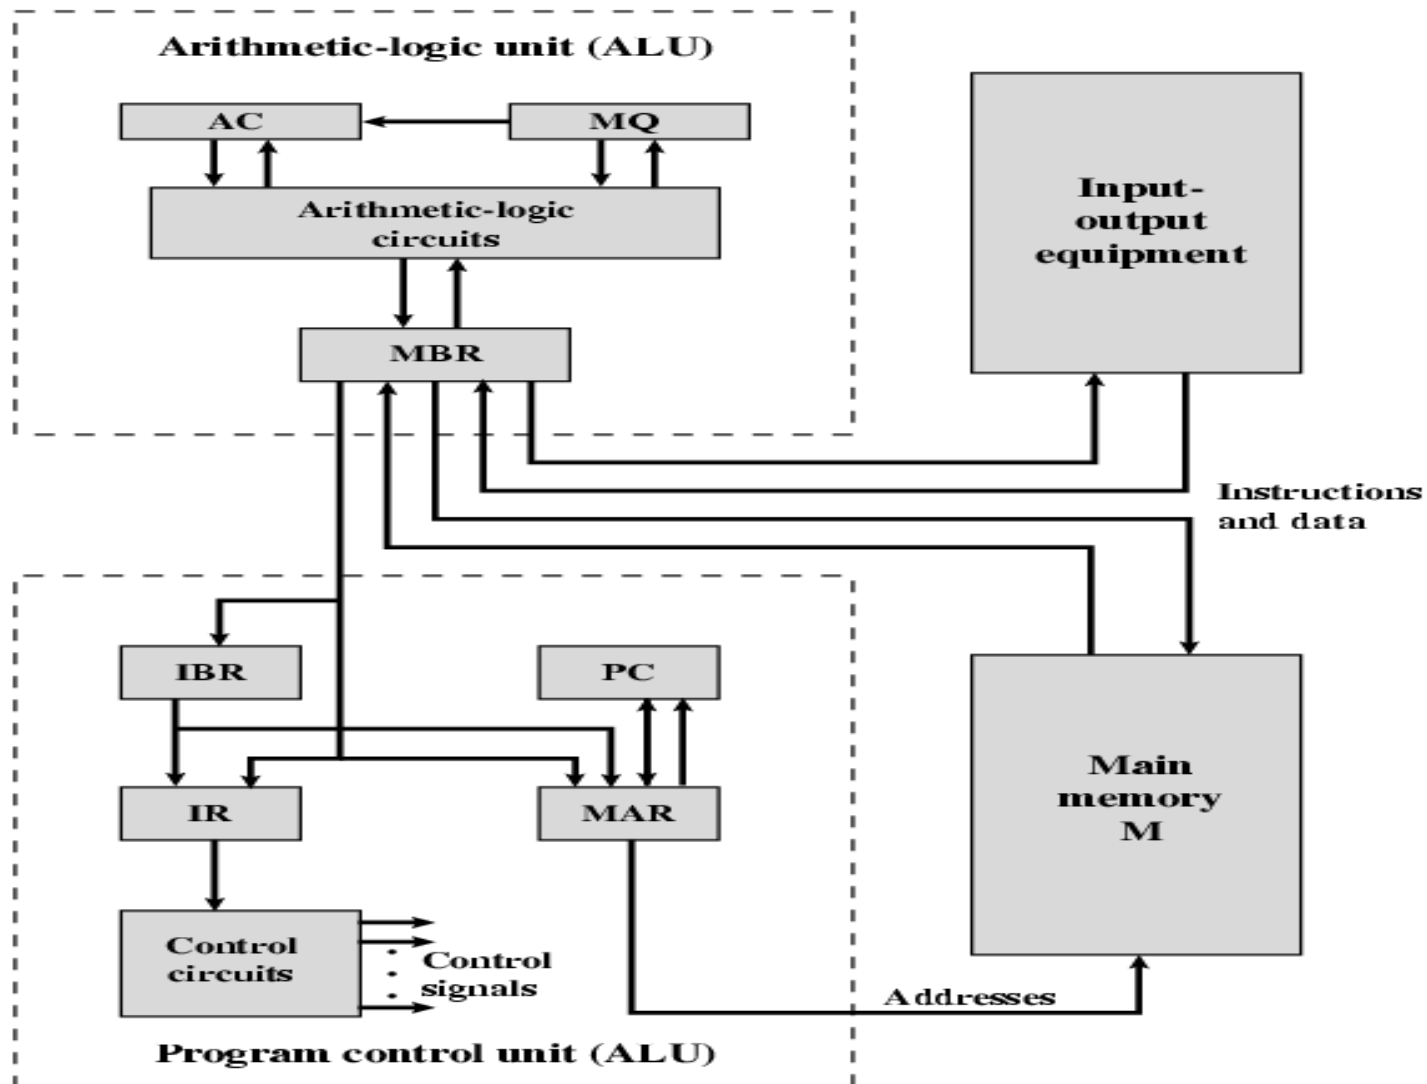 Arithmetic-logic unit (ALU)
AC
MQ
Arithmetic-logic
circuits
MBR
Input-
output
equipment
Instructions
and data
IBR
PC
IR
MAR
Main
memory
M
Control
circuits
Control
signals
Addresses
Program control unit (ALU)